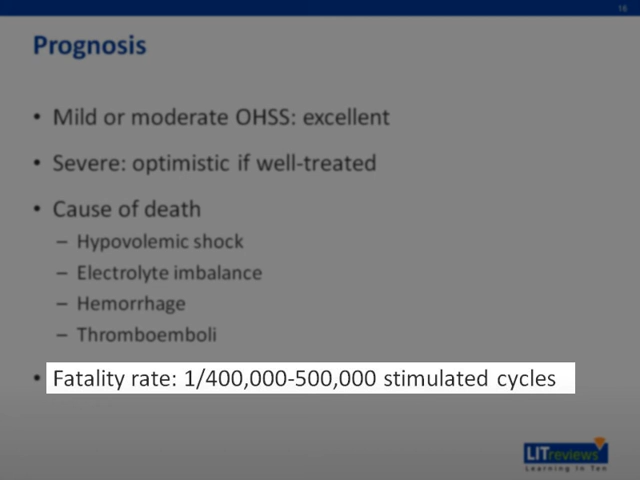 16
Prognosis
• Mild or moderate OHSS: excellent
• Severe: optimistic if well-treated
• Cause of death
– Hypovolemic shock
– Electrolyte imbalance
– Hemorrhage
– Thromboemboli
• Fatality rate: 1/400,000-500,000 stimulated cycles
LITreviews
Learning In Ten